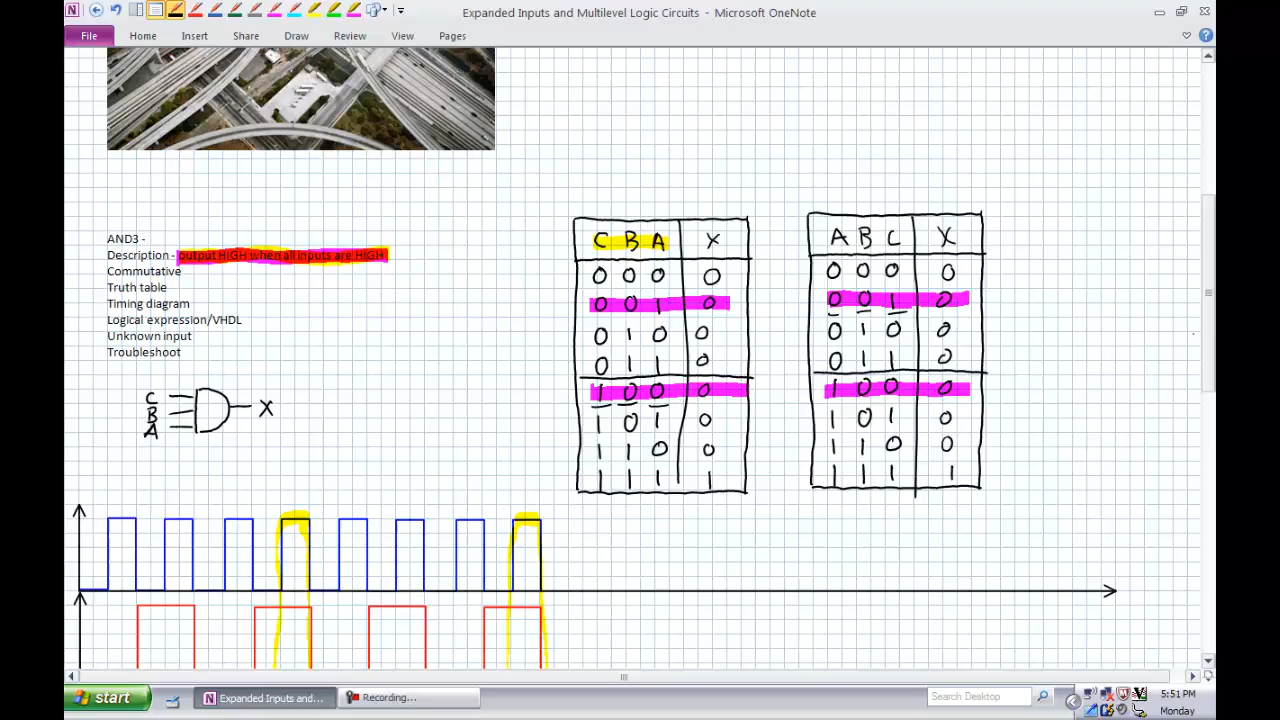 Expanded Inputs and Multilevel Logic Circuits - Microsoft OneNote
File Home Insert Share Draw Review View Pages
AND3 -
Description - output HIGH when all inputs are HIGH
Commutative
Truth table
Timing diagram
Logical expression/VHDL
Unknown input
Troubleshoot
C
B
A
X
C B A X
0 0 0 0
0 0 1 0
0 1 0 0
0 1 1 0
1 0 0 0
1 0 1 0
1 1 0 0
1 1 1 1
A B C X
0 0 0 0
0 0 1 0
0 1 0 0
0 1 1 0
1 0 0 0
1 0 1 0
1 1 0 0
1 1 1 1
start
Expanded Inputs and...
Recording...
Search Desktop
5:51 PM
Monday